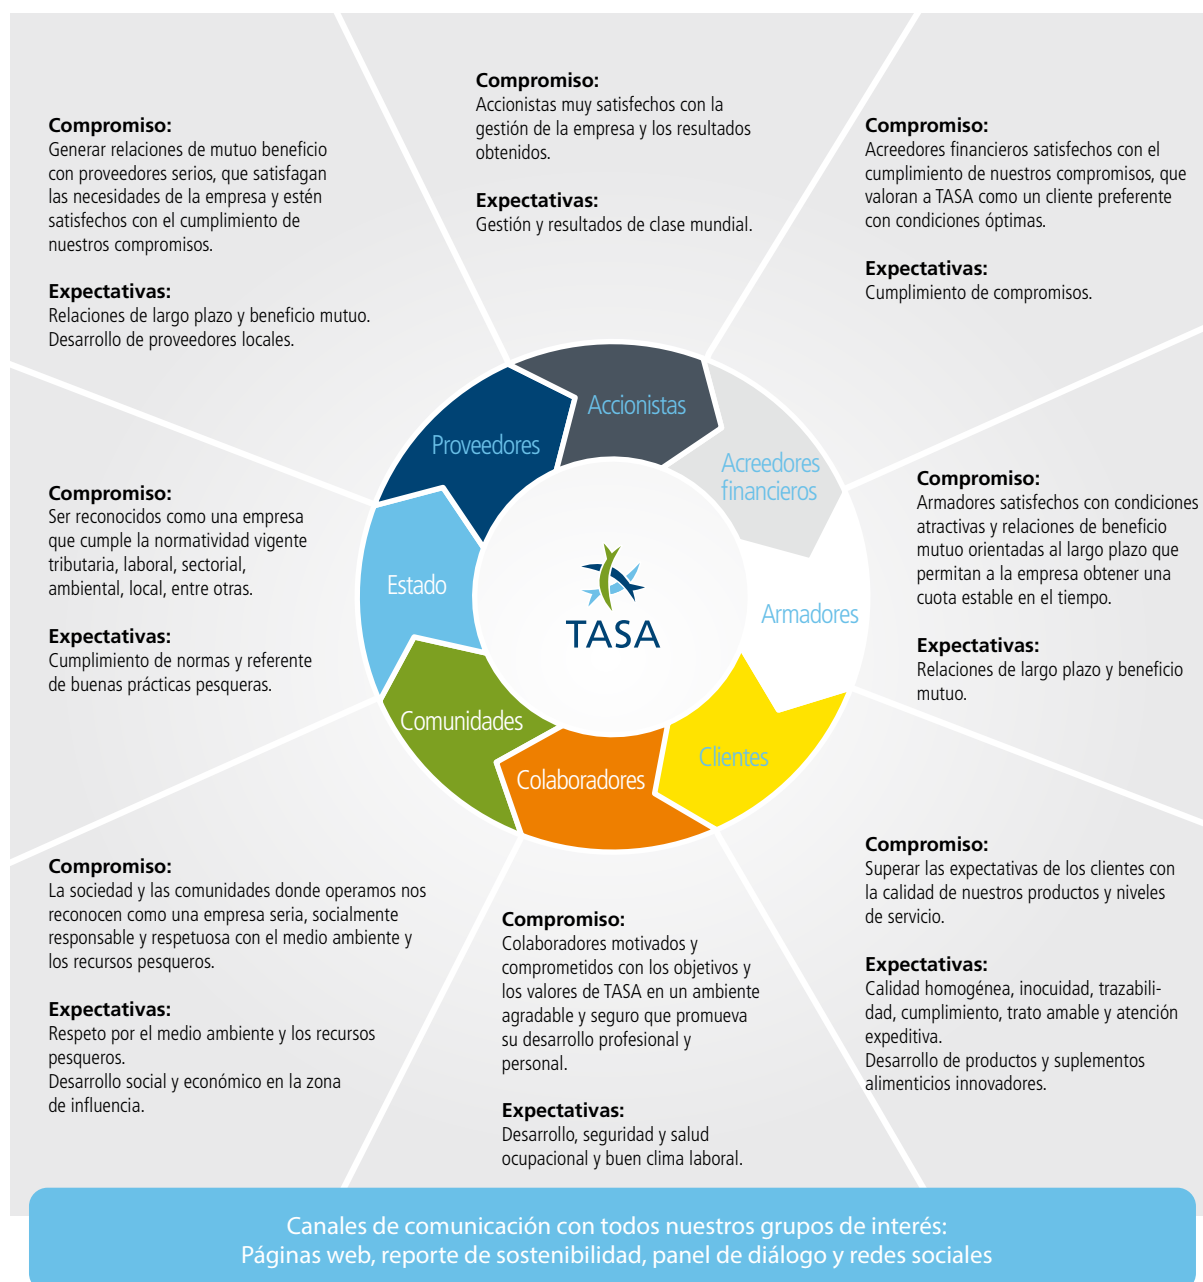 Compromiso:
Accionistas muy satisfechos con la
gestión de la empresa y los resultados
obtenidos.
Expectativas:
Gestión y resultados de clase mundial.
Compromiso:
Generar relaciones de mutuo beneficio
con proveedores serios, que satisfagan
las necesidades de la empresa y estén
satisfechos con el cumplimiento de
nuestros compromisos.
Expectativas:
Relaciones de largo plazo y beneficio mutuo.
Desarrollo de proveedores locales.
Compromiso:
Acreedores financieros satisfechos con el
cumplimiento de nuestros compromisos, que
valoran a TASA como un cliente preferente
con condiciones óptimas.
Expectativas:
Cumplimiento de compromisos.
Accionistas
Proveedores
Acreedores
financieros
Estado
TASA
Armadores
Comunidades
Clientes
Colaboradores
Compromiso:
Ser reconocidos como una empresa
que cumple la normatividad vigente
tributaria, laboral, sectorial,
ambiental, local, entre otras.
Expectativas:
Cumplimiento de normas y referente
de buenas prácticas pesqueras.
Compromiso:
Armadores satisfechos con condiciones
atractivas y relaciones de beneficio
mutuo orientadas al largo plazo que
permitan a la empresa obtener una
cuota estable en el tiempo.
Expectativas:
Relaciones de largo plazo y beneficio
mutuo.
Compromiso:
La sociedad y las comunidades donde operamos nos
reconocen como una empresa seria, socialmente
responsable y respetuosa con el medio ambiente y
los recursos pesqueros.
Expectativas:
Respeto por el medio ambiente y los recursos
pesqueros.
Desarrollo social y económico en la zona
de influencia.
Compromiso:
Colaboradores motivados y
comprometidos con los objetivos y
los valores de TASA en un ambiente
agradable y seguro que promueva
su desarrollo profesional y
personal.
Expectativas:
Desarrollo, seguridad y salud
ocupacional y buen clima laboral.
Compromiso:
Superar las expectativas de los clientes con
la calidad de nuestros productos y niveles
de servicio.
Expectativas:
Calidad homogénea, inocuidad, trazabili-
dad, cumplimiento, trato amable y atención
expeditiva.
Desarrollo de productos y suplementos
alimenticios innovadores.
Canales de comunicación con todos nuestros grupos de interés:
Páginas web, reporte de sostenibilidad, panel de diálogo y redes sociales